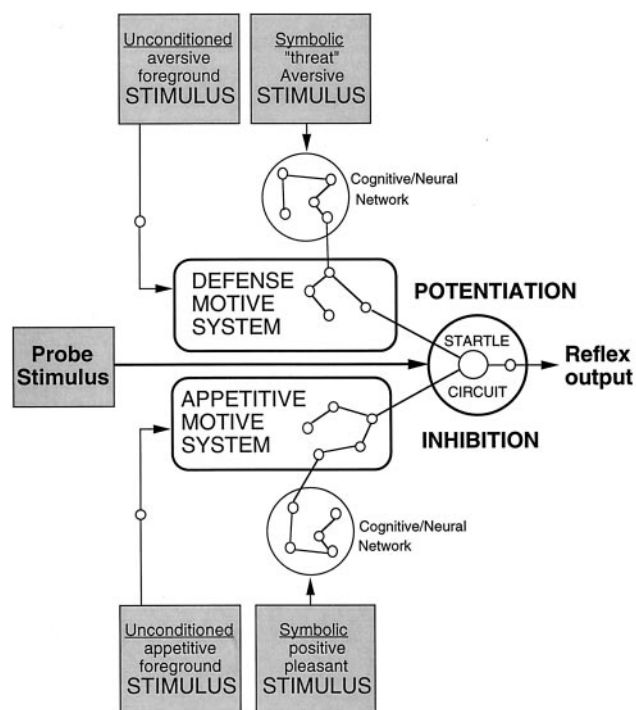 Unconditioned
aversive
foreground
STIMULUS
Symbolic
"threat"
Aversive
STIMULUS
Cognitive/Neural
Network
DEFENSE
MOTIVE
SYSTEM
POTENTIATION
Probe
Stimulus
STARTLE
CIRCUIT
Reflex
output
APPETITIVE
MOTIVE
SYSTEM
INHIBITION
Cognitive/Neural
Network
Unconditioned
appetitive
foreground
STIMULUS
Symbolic
positive
pleasant
STIMULUS